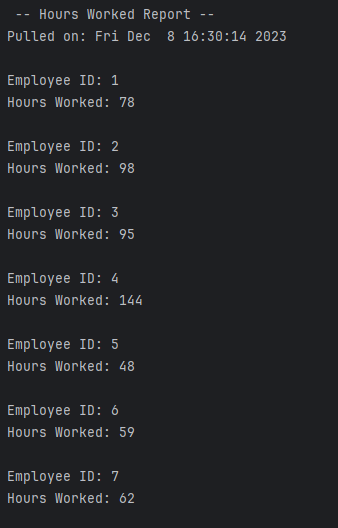 -- Hours Worked Report --
Pulled on: Fri Dec  8 16:30:14 2023
Employee ID: 1
Hours Worked: 78
Employee ID: 2
Hours Worked: 98
Employee ID: 3
Hours Worked: 95
Employee ID: 4
Hours Worked: 144
Employee ID: 5
Hours Worked: 48
Employee ID: 6
Hours Worked: 59
Employee ID: 7
Hours Worked: 62